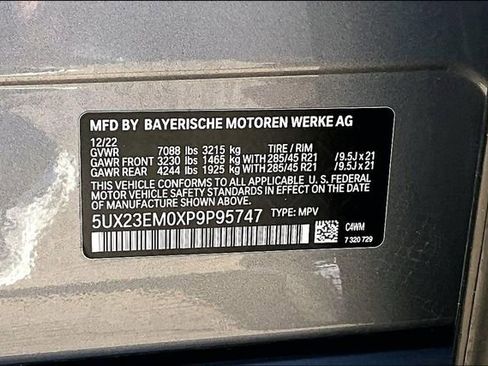 MFD BY BAYERISCHE MOTOREN WERKE AG
12/22
GVWR 7088 lbs 3215 kg TIRE / RIM
GAWR FRONT 3230 lbs 1465 kg WITH 285/45 R21 /9.5J x 21
GAWR REAR 4244 lbs 1925 kg WITH 285/45 R21 /9.5J x 21
THIS VEHICLE CONFORMS TO ALL APPLICABLE U. S. FEDERAL
MOTOR VEHICLE SAFETY STANDARDS IN EFFECT ON THE
DATE OF MANUFACTURE SHOWN ABOVE.
5UX23EM0XP9P95747 TYPE: MPV
C4WM
7 320 729